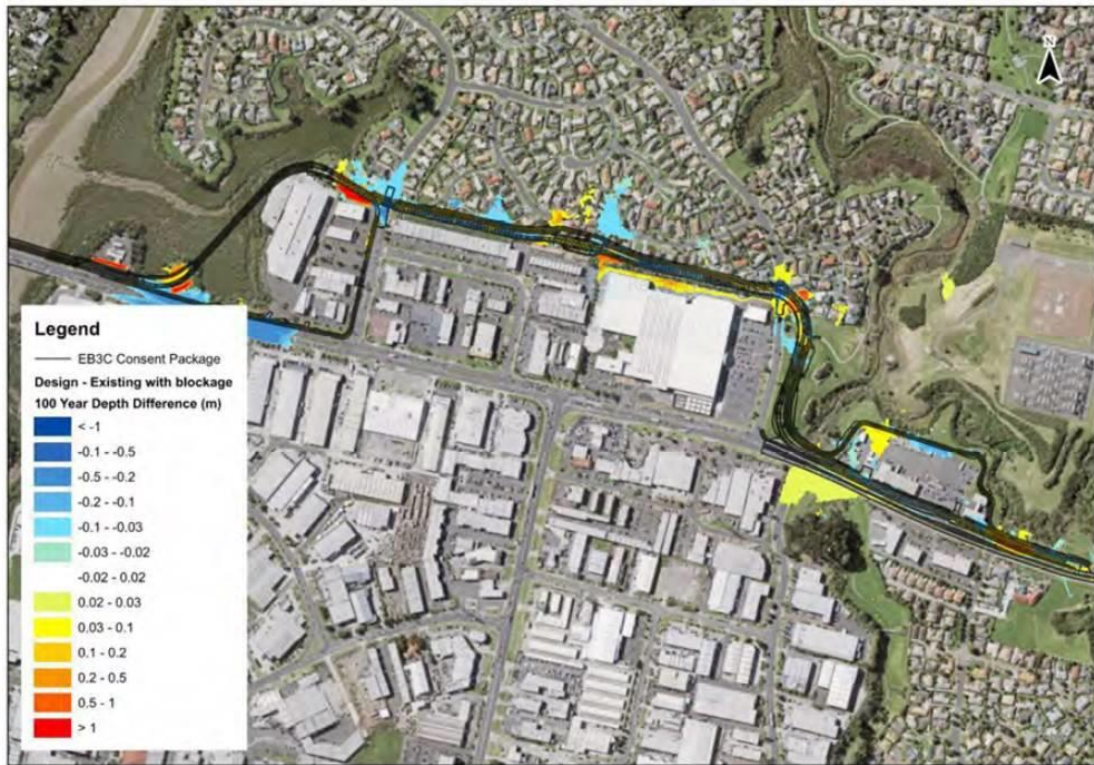 N
Legend
EB3C Consent Package
Design - Existing with blockage
100 Year Depth Difference (m)
< -1
-0.1 - -0.5
-0.5 - -0.2
-0.2 - -0.1
-0.1 - -0.03
-0.03 - -0.02
-0.02 - 0.02
0.02 - 0.03
0.03 - 0.1
0.1 - 0.2
0.2 - 0.5
0.5 - 1
> 1